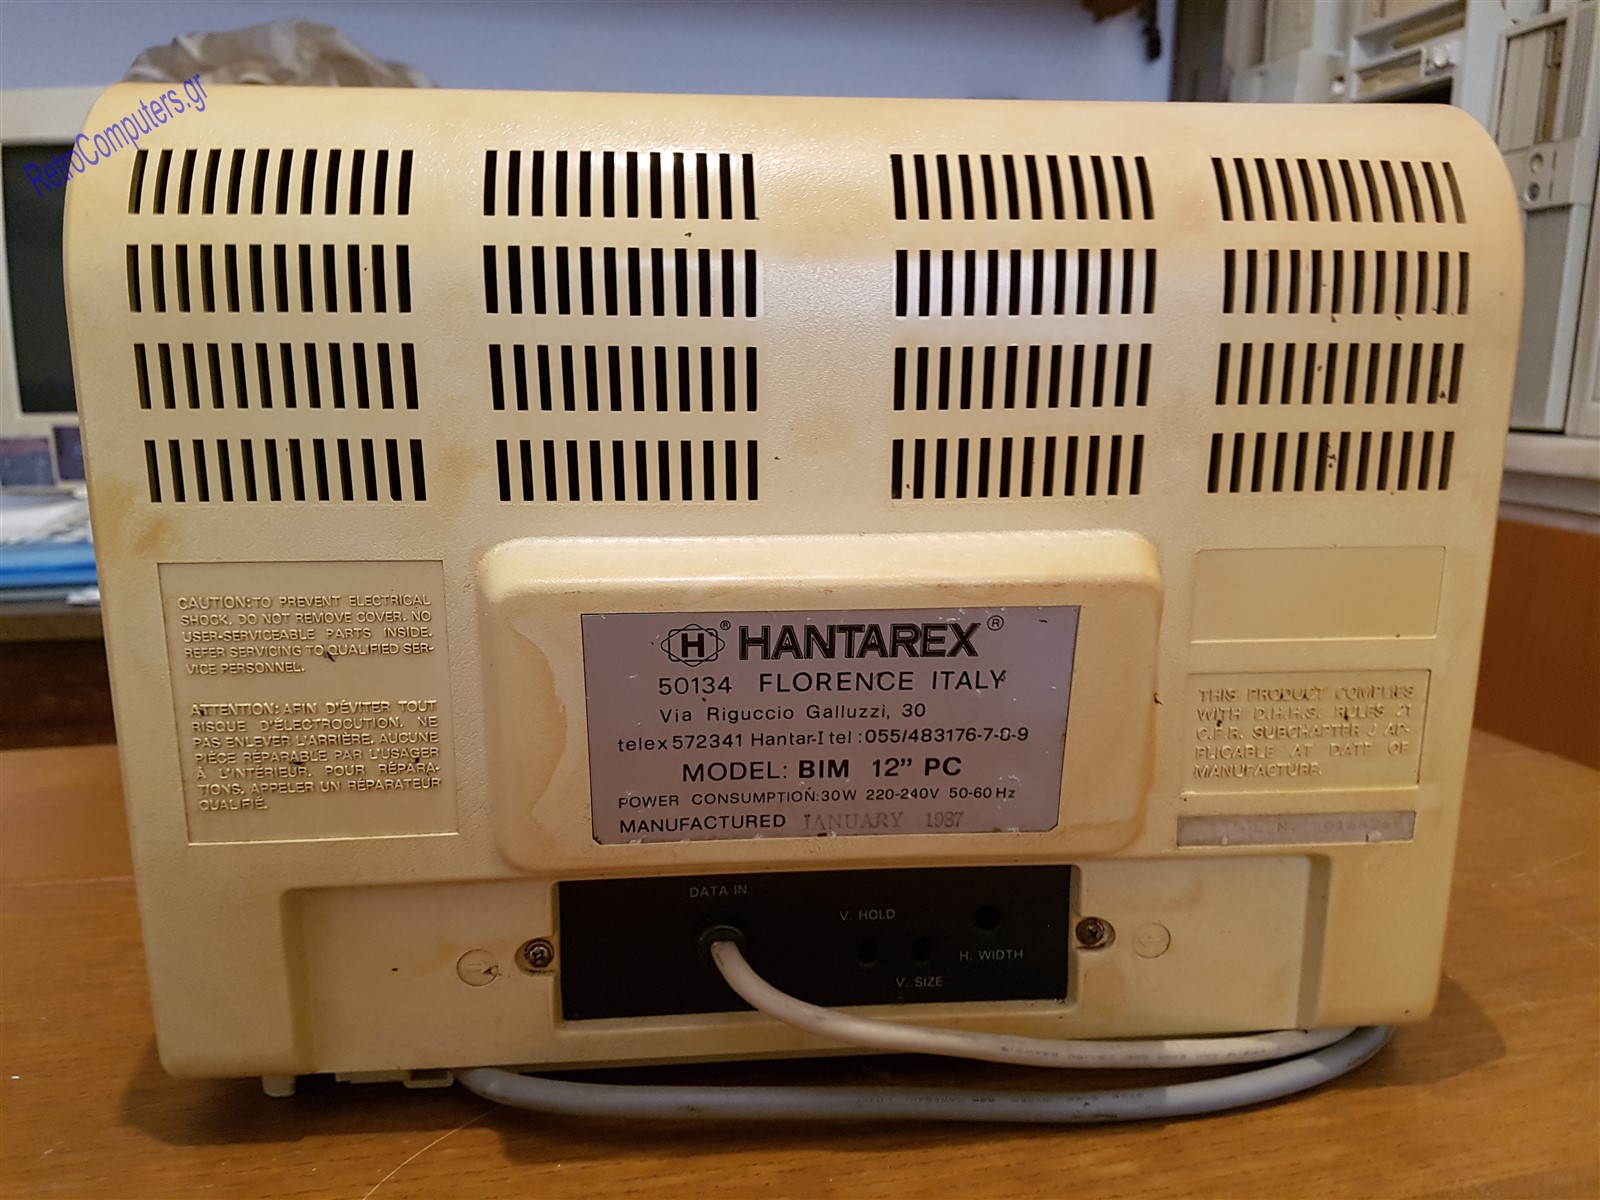 RetroComputers.gr
CAUTION: TO PREVENT ELECTRICAL
SHOCK, DO NOT REMOVE COVER. NO
USER-SERVICEABLE PARTS INSIDE.
REFER SERVICING TO QUALIFIED SER-
VICE PERSONNEL.
ATTENTION: AFIN D'ÉVITER TOUT
RISQUE D'ÉLECTROCUTION, NE
PAS ENLEVER L'ARRIÈRE. AUCUNE
PIÈCE RÉPARABLE PAR L'USAGER
À L'INTÉRIEUR. POUR RÉPARA-
TIONS, APPELER UN RÉPARATEUR
QUALIFIÉ.
H ® HANTAREX ®
50134 FLORENCE ITALY
Via Riguccio Galluzzi, 30
telex 572341 Hantar-I tel: 055/483176-7-8-9
MODEL: BIM 12" PC
POWER CONSUMPTION: 30W 220-240V 50-60Hz
MANUFACTURED JANUARY 1987
THIS PRODUCT COMPLIES
WITH D.H.H.S. RULES 21
C.F.R. SUBCHAPTER J AP-
PLICABLE AT DATE OF
MANUFACTURE.
DATA IN
V. HOLD
H. WIDTH
V. SIZE